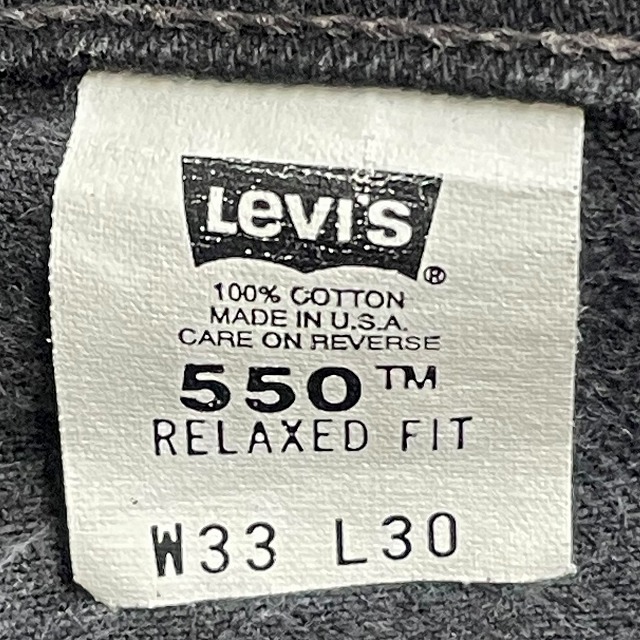 Levi's ®
100% COTTON
MADE IN U.S.A.
CARE ON REVERSE
550™
RELAXED FIT
W33 L30